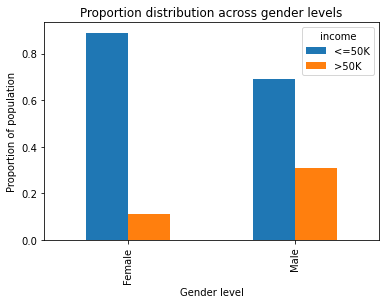 Proportion distribution across gender levels
income
<=50K
>50K
Proportion of population
0.8
0.6
0.4
0.2
0.0
Female
Male
Gender level